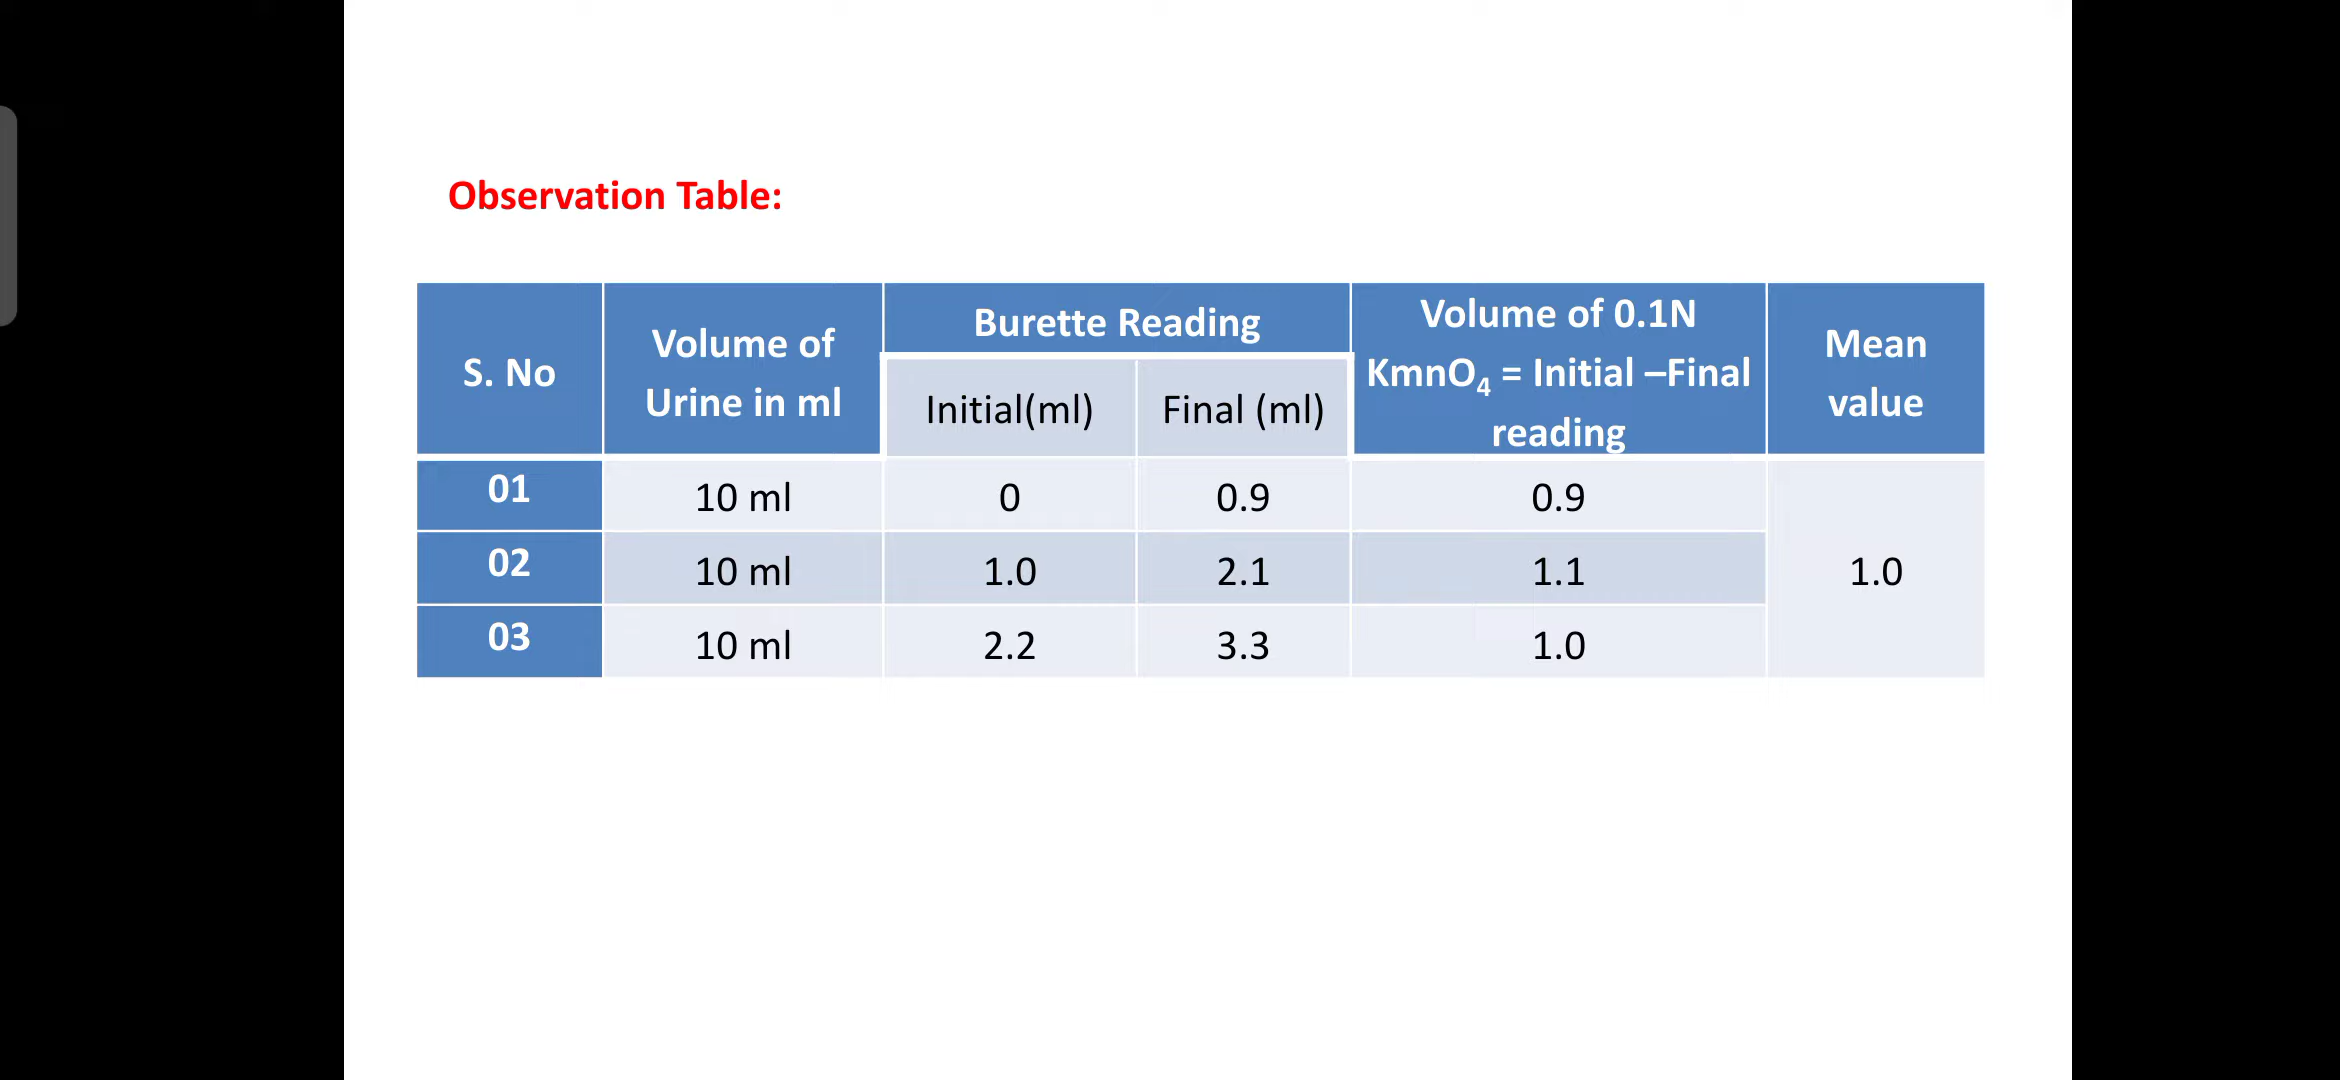 Observation Table:
S. No
Volume of
Urine in ml
Burette Reading
Initial(ml)
Final (ml)
Volume of 0.1N
KmnO₄ = Initial –Final
reading
Mean
value
01
10 ml
0
0.9
0.9
02
10 ml
1.0
2.1
1.1
1.0
03
10 ml
2.2
3.3
1.0